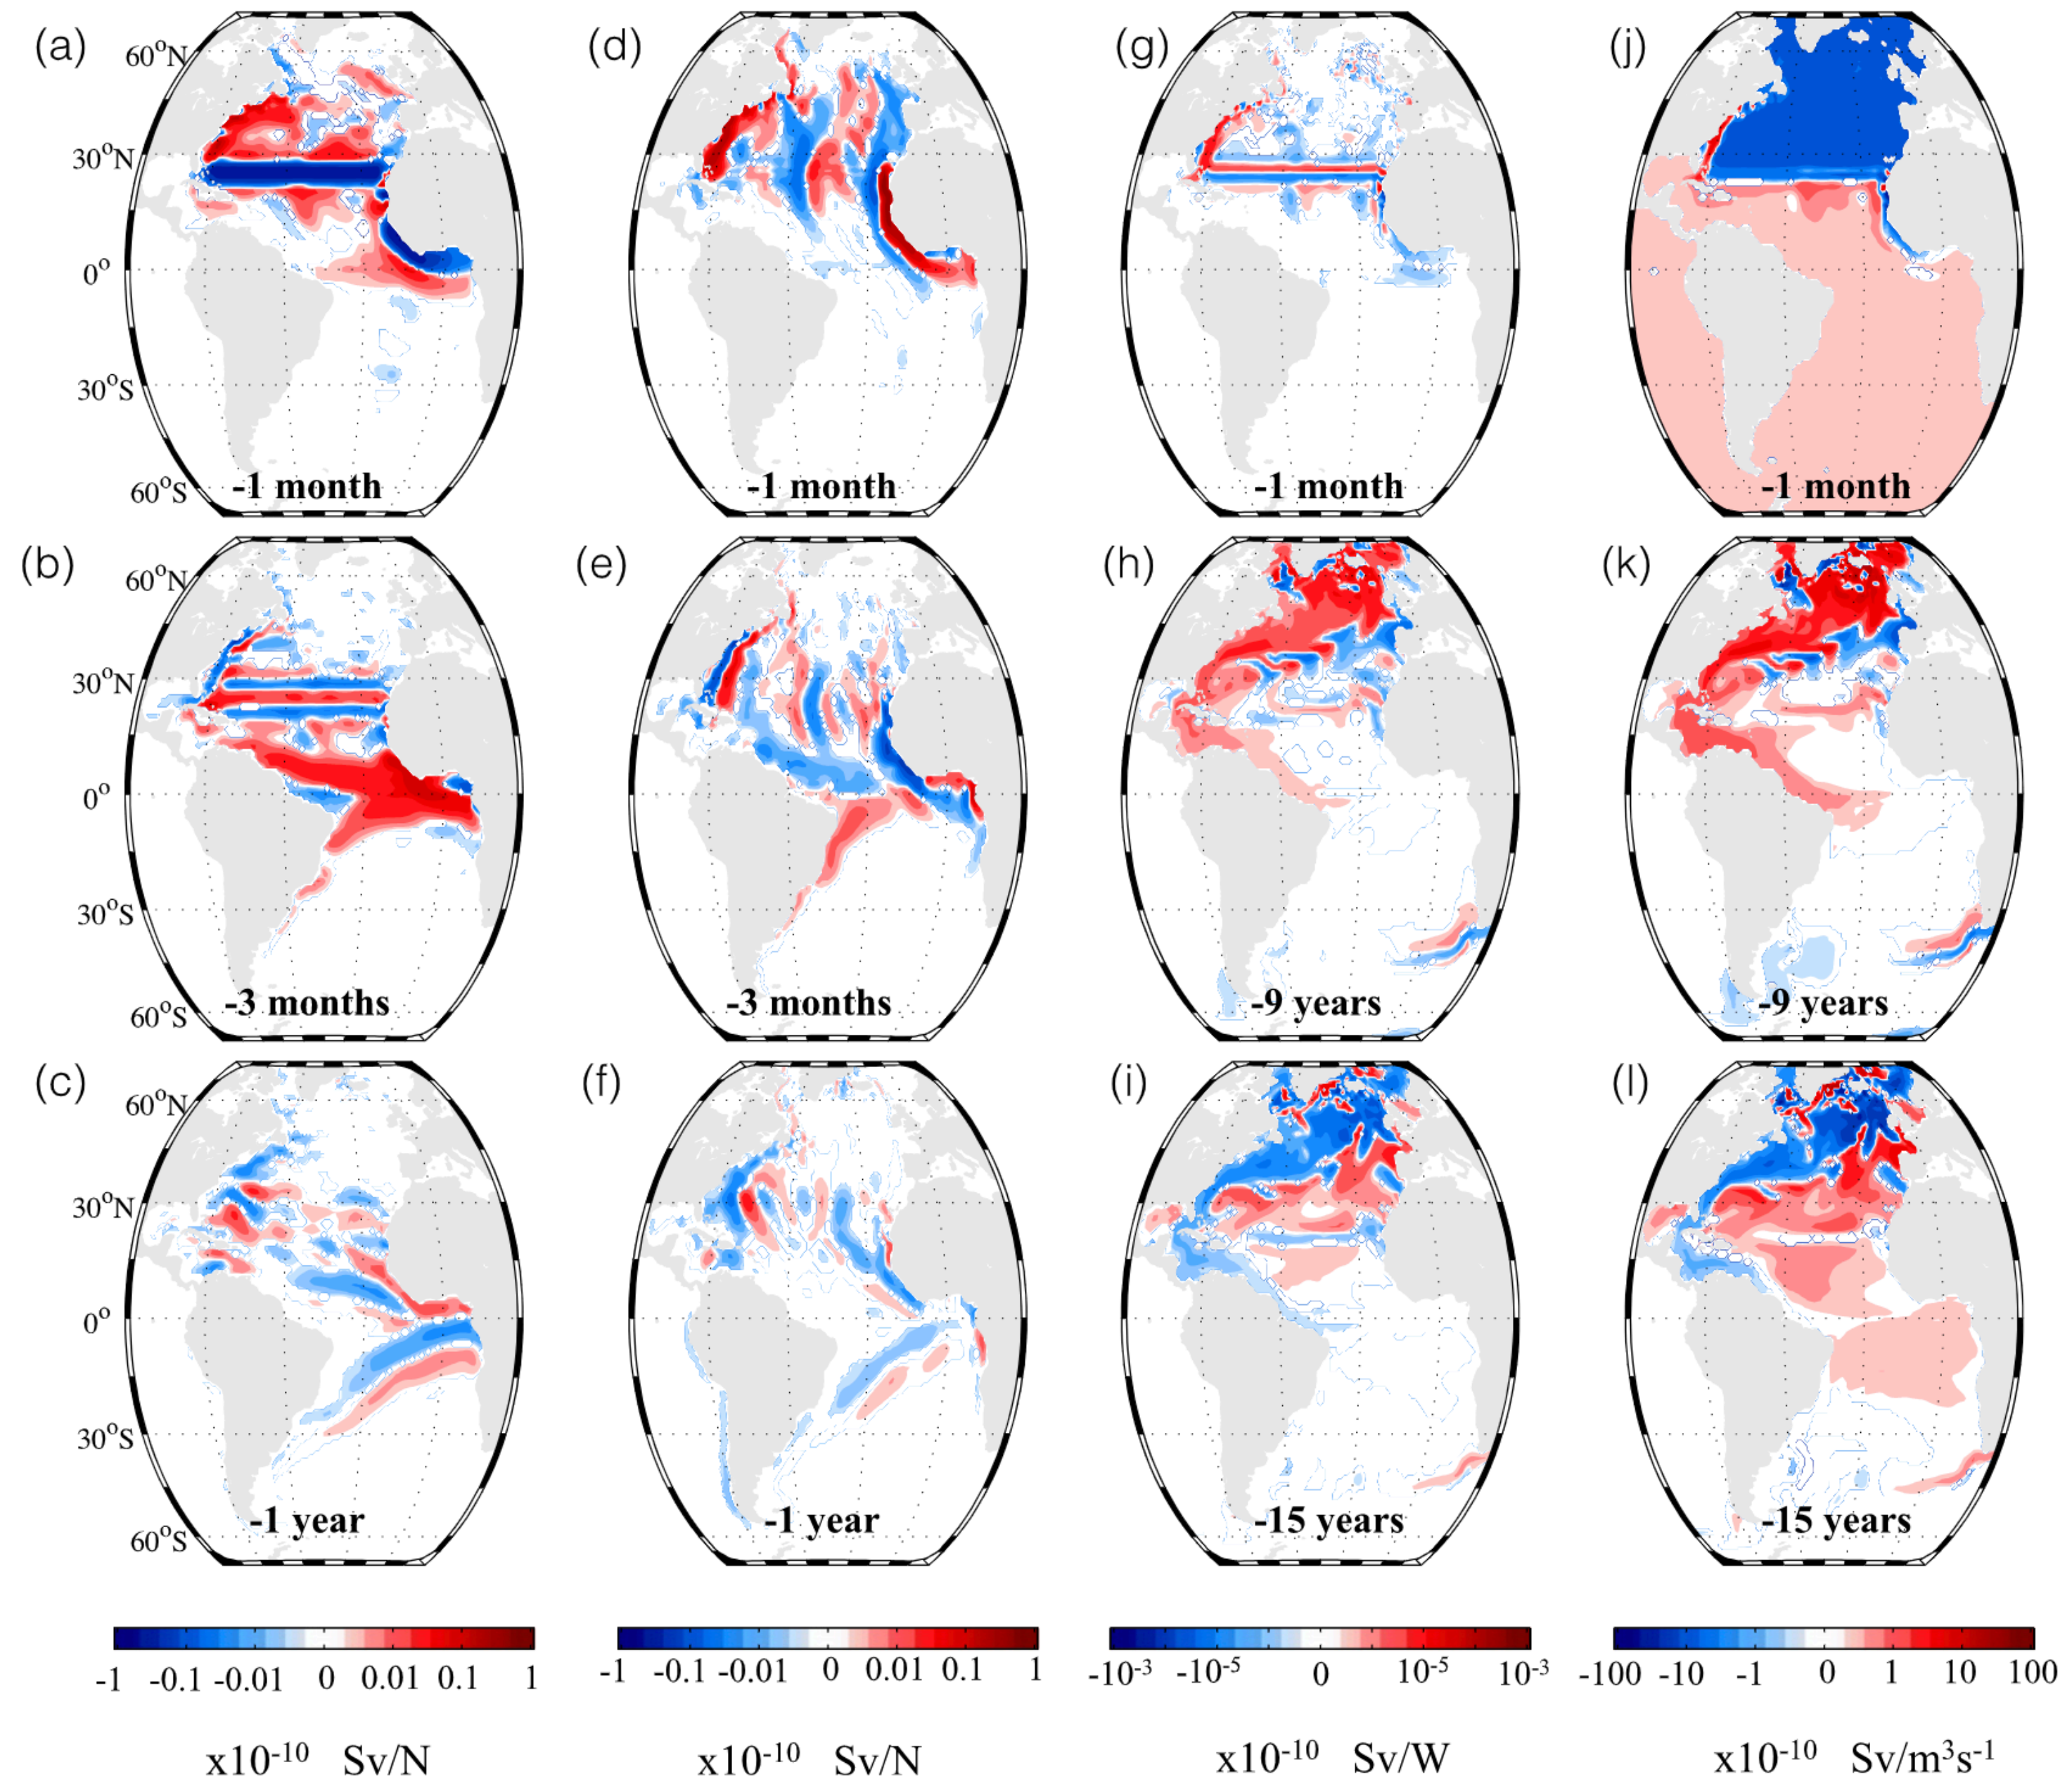 (a) (d) (g) (j)
60°N
30°N
0°
30°S
60°S
-1 month -1 month -1 month -1 month
(b) (e) (h) (k)
60°N
30°N
0°
30°S
60°S
-3 months -3 months -9 years -9 years
(c) (f) (i) (l)
60°N
30°N
0°
30°S
60°S
-1 year -1 year -15 years -15 years
-1 -0.1 -0.01 0 0.01 0.1 1
-1 -0.1 -0.01 0 0.01 0.1 1
-10⁻³ -10⁻⁵ 0 10⁻⁵ 10⁻³
-100 -10 -1 0 1 10 100
x10⁻¹⁰ Sv/N
x10⁻¹⁰ Sv/N
x10⁻¹⁰ Sv/W
x10⁻¹⁰ Sv/m³s⁻¹